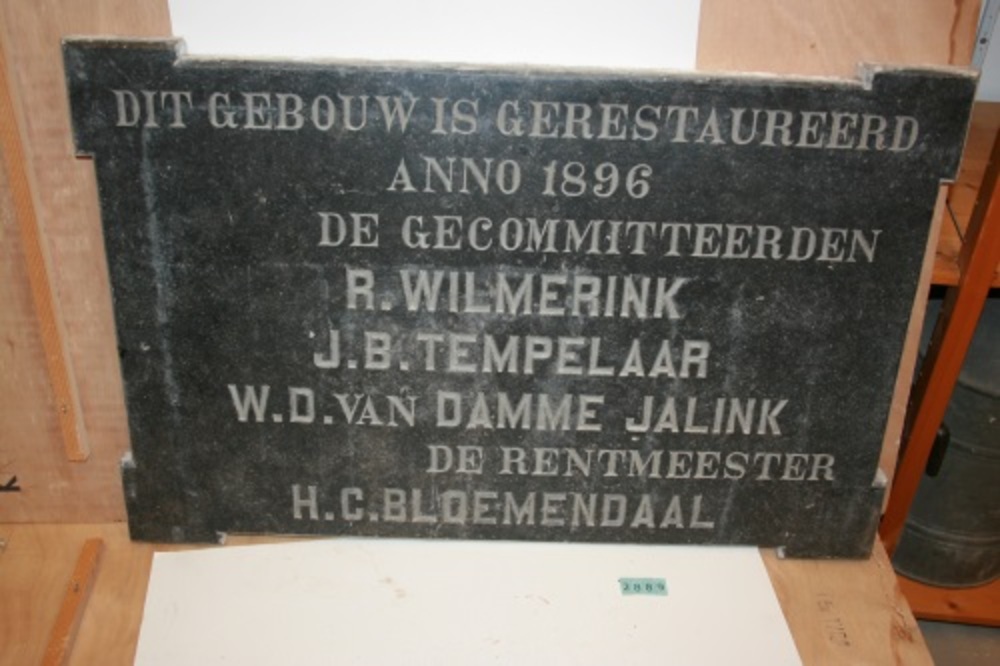 DIT GEBOUW IS GERESTAUREERD
ANNO 1896
DE GECOMMITTEERDEN
R. WILMERINK
J.B. TEMPELAAR
W.D. VAN DAMME JALINK
DE RENTMEESTER
H.C. BLOEMENDAAL
2889